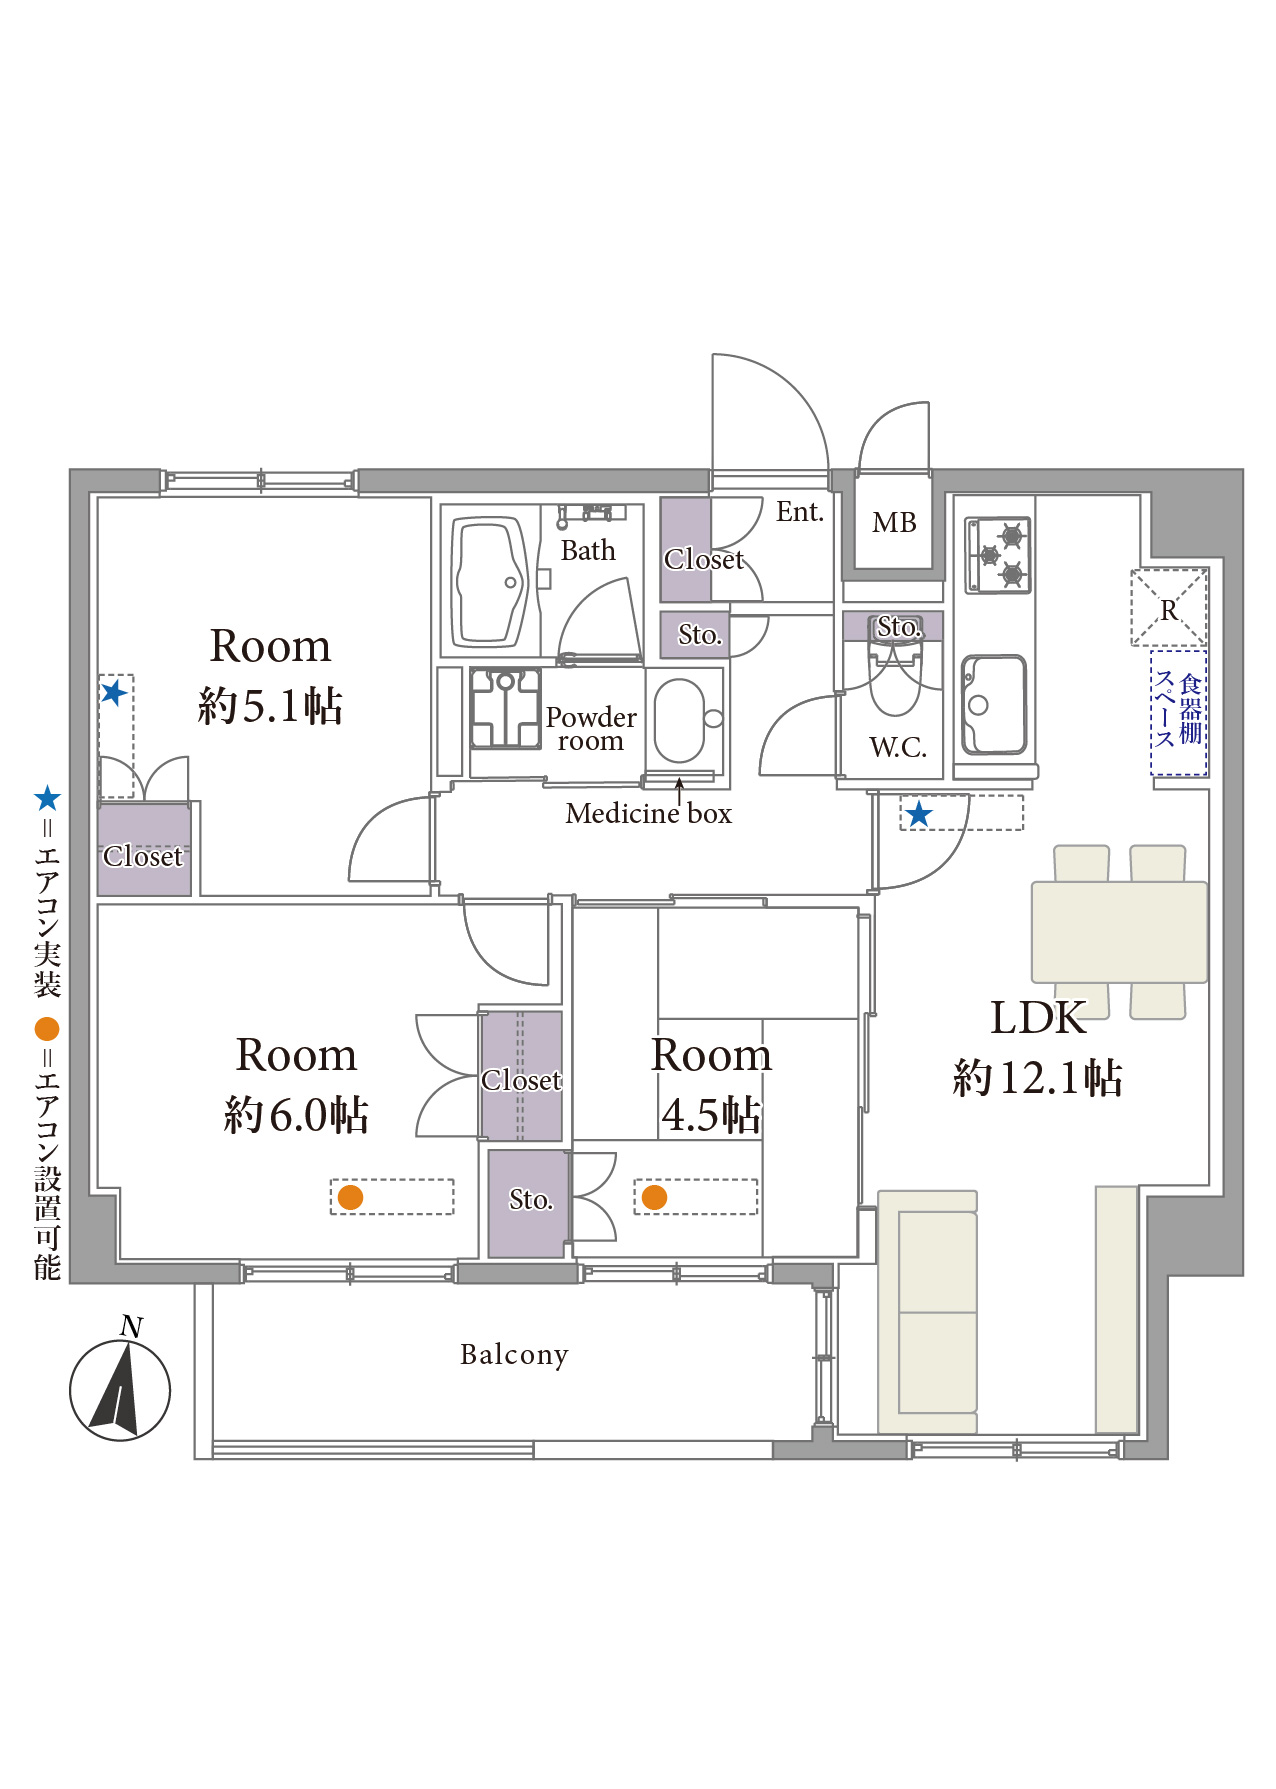 Ent.
MB
Bath
Closet
R
Sto.
Sto.
Room
約5.1帖
食器棚
スペース
Powder
room
W.C.
Medicine box
Closet
LDK
約12.1帖
Room
約6.0帖
Closet
Room
4.5帖
Sto.
Balcony
N
★=エアコン実装 ●=エアコン設置可能